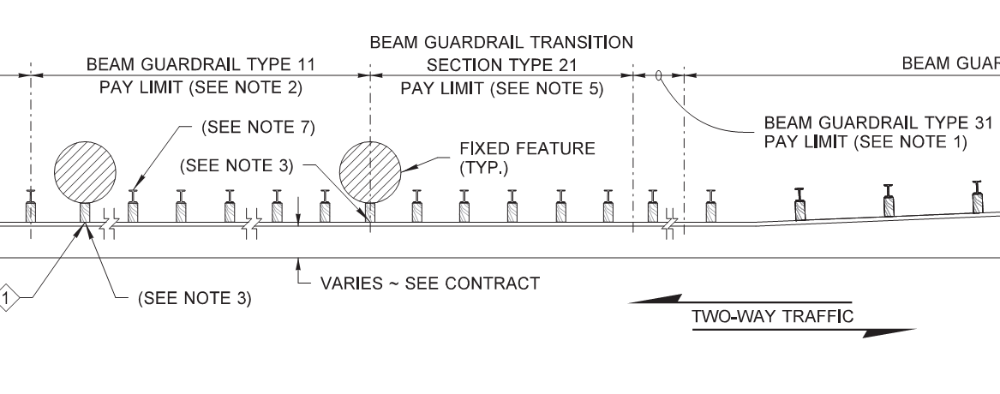 BEAM GUARDRAIL TYPE 11
PAY LIMIT (SEE NOTE 2)
BEAM GUARDRAIL TRANSITION
SECTION TYPE 21
PAY LIMIT (SEE NOTE 5)
BEAM GUAR
BEAM GUARDRAIL TYPE 31
PAY LIMIT (SEE NOTE 1)
(SEE NOTE 7)
(SEE NOTE 3)
FIXED FEATURE
(TYP.)
1
(SEE NOTE 3)
VARIES ~ SEE CONTRACT
TWO-WAY TRAFFIC